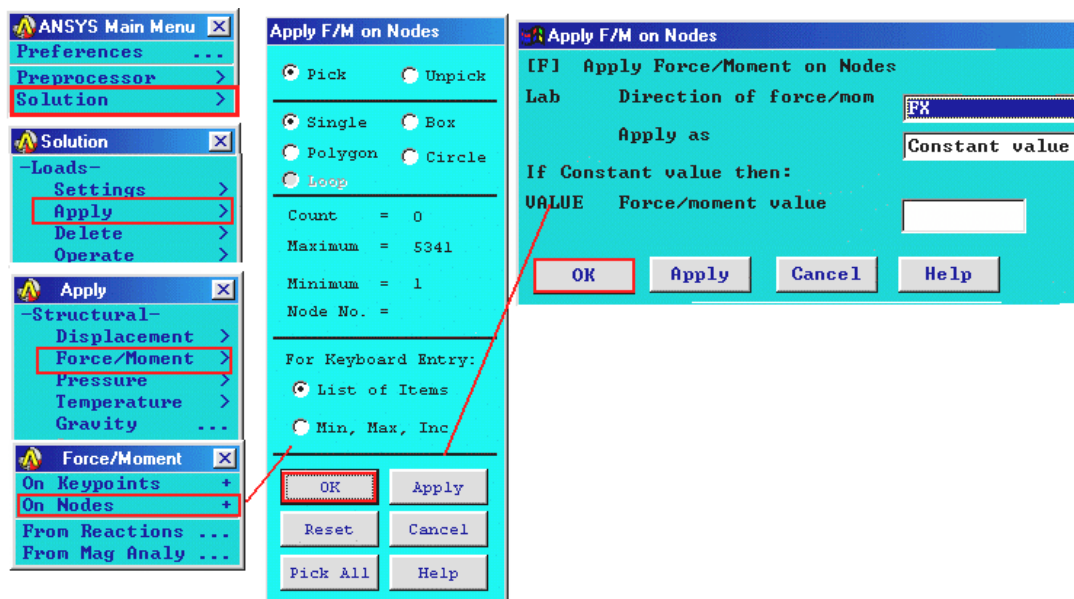 ANSYS Main Menu
Preferences ...
Preprocessor >
Solution >
Solution
-Loads-
Settings >
Apply >
Delete >
Operate >
Apply
-Structural-
Displacement >
Force/Moment >
Pressure >
Temperature >
Gravity ...
Force/Moment
On Keypoints +
On Nodes +
From Reactions ...
From Mag Analy ...
Apply F/M on Nodes
Pick Unpick
Single Box
Polygon Circle
Loop
Count = 0
Maximum = 5341
Minimum = 1
Node No. =
For Keyboard Entry:
List of Items
Min, Max, Inc
OK Apply
Reset Cancel
Pick All Help
Apply F/M on Nodes
[F] Apply Force/Moment on Nodes
Lab Direction of force/mom FX
Apply as Constant value
If Constant value then:
VALUE Force/moment value
OK Apply Cancel Help